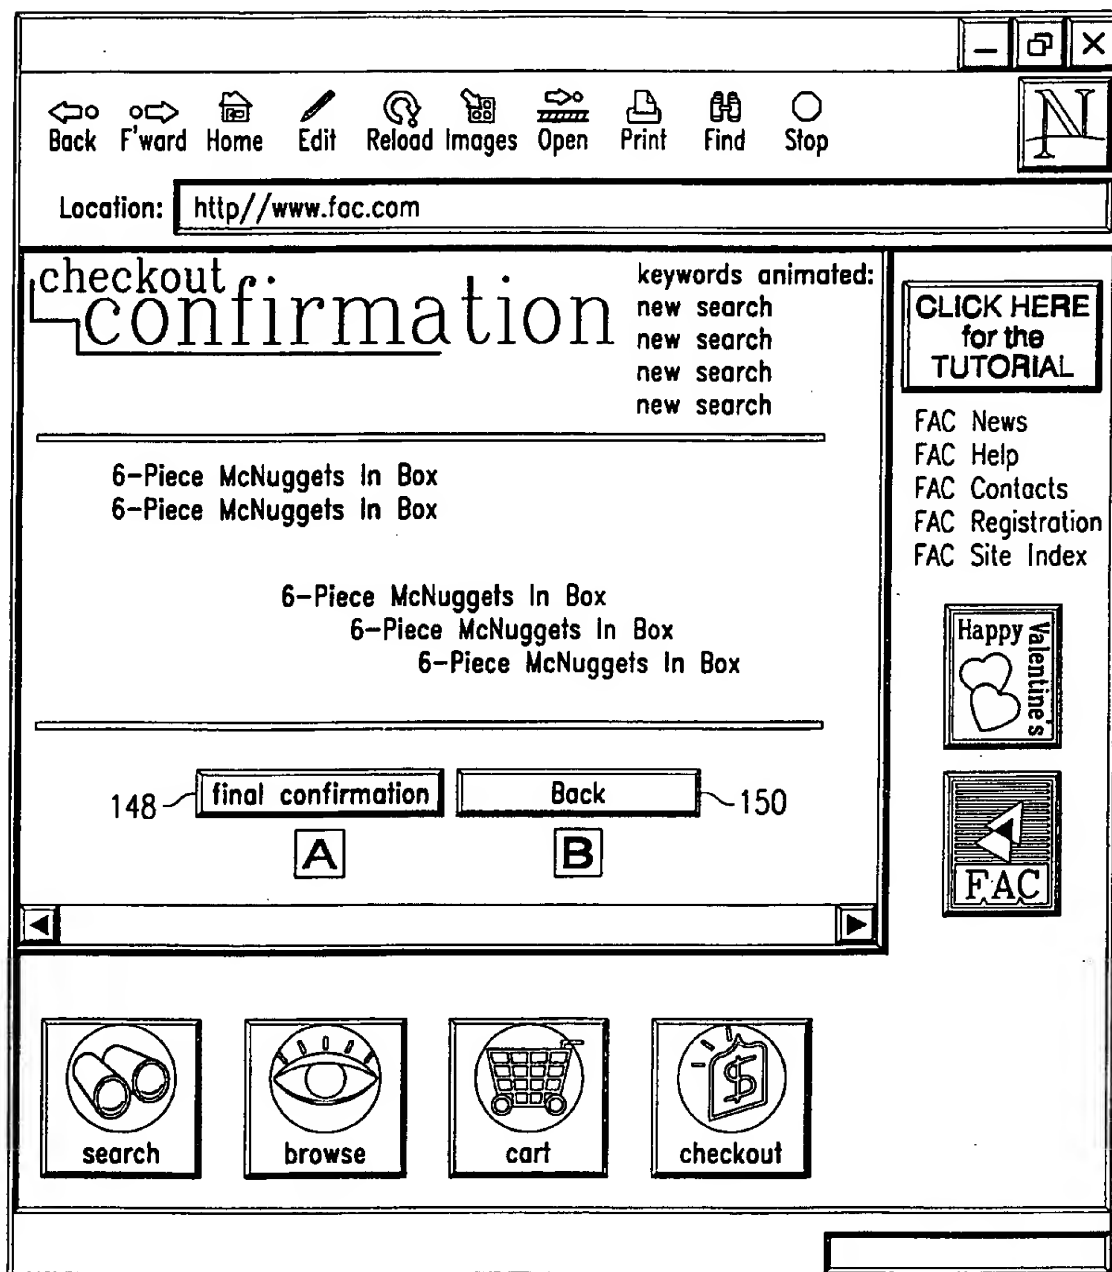 Back F'ward Home Edit Reload Images Open Print Find Stop
N
Location: http//www.fac.com
checkout
confirmation
keywords animated:
new search
new search
new search
new search
CLICK HERE
for the
TUTORIAL
FAC News
FAC Help
FAC Contacts
FAC Registration
FAC Site Index
6-Piece McNuggets In Box
6-Piece McNuggets In Box
6-Piece McNuggets In Box
6-Piece McNuggets In Box
6-Piece McNuggets In Box
Happy Valentine's
148 final confirmation Back 150
A B
FAC
$
search browse cart checkout